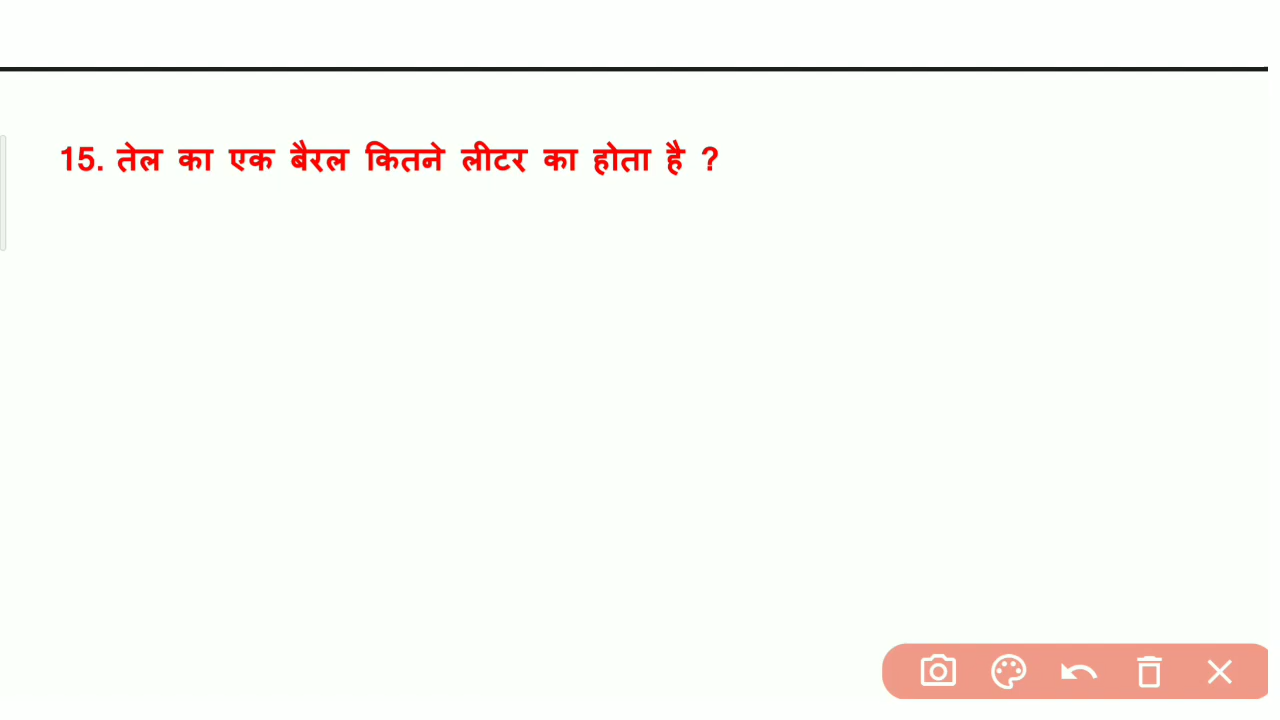 15. तेल का एक बैरल कितने लीटर का होता है ?